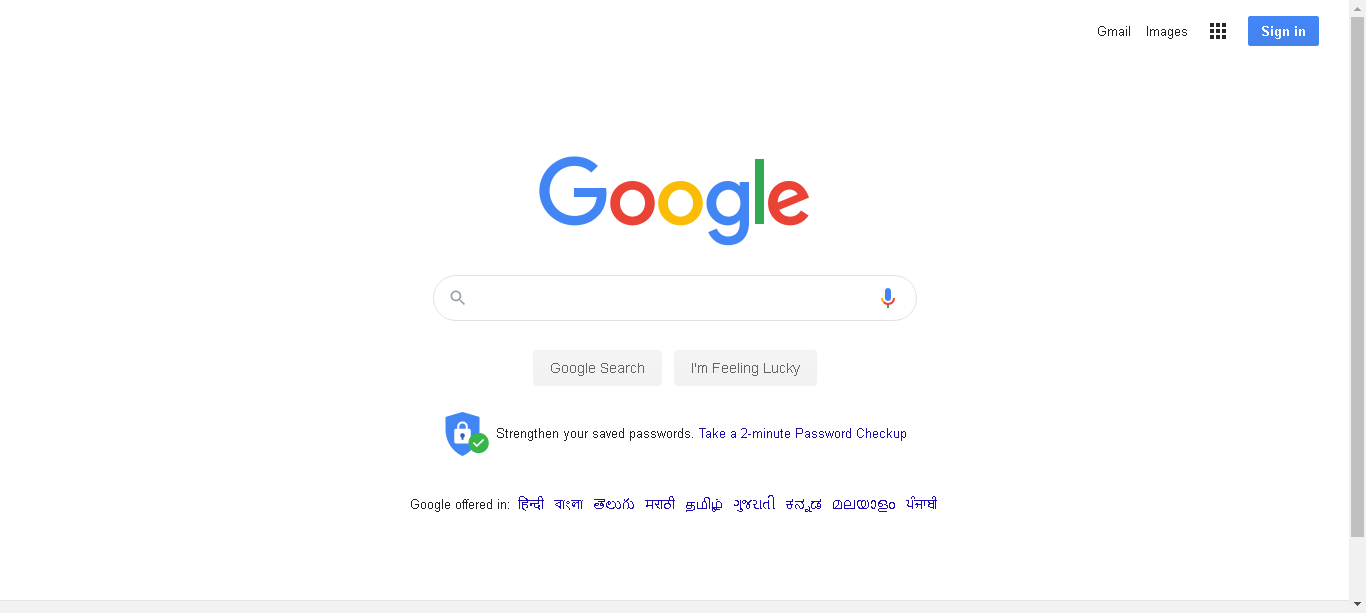 Gmail Images Sign in
Google
Google Search I'm Feeling Lucky
Strengthen your saved passwords. Take a 2-minute Password Checkup
Google offered in: हिन्दी বাংলা తెలుగు मराठी தமிழ் ગુજરાતી ಕನ್ನಡ മലയാളം ਪੰਜਾਬੀ